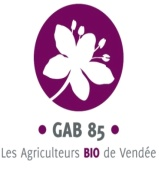 • GAB 85 •
Les Agriculteurs BIO de Vendée